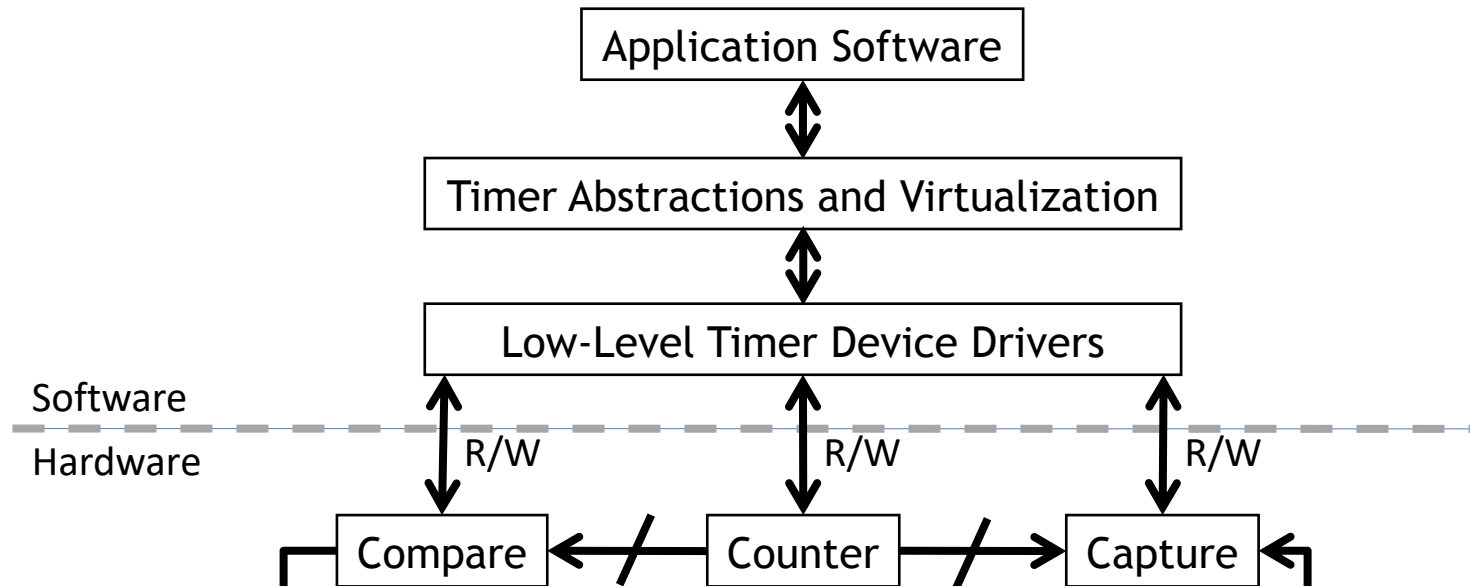 Application Software
Timer Abstractions and Virtualization
Low-Level Timer Device Drivers
Software
Hardware
R/W
R/W
R/W
Compare
Counter
Capture